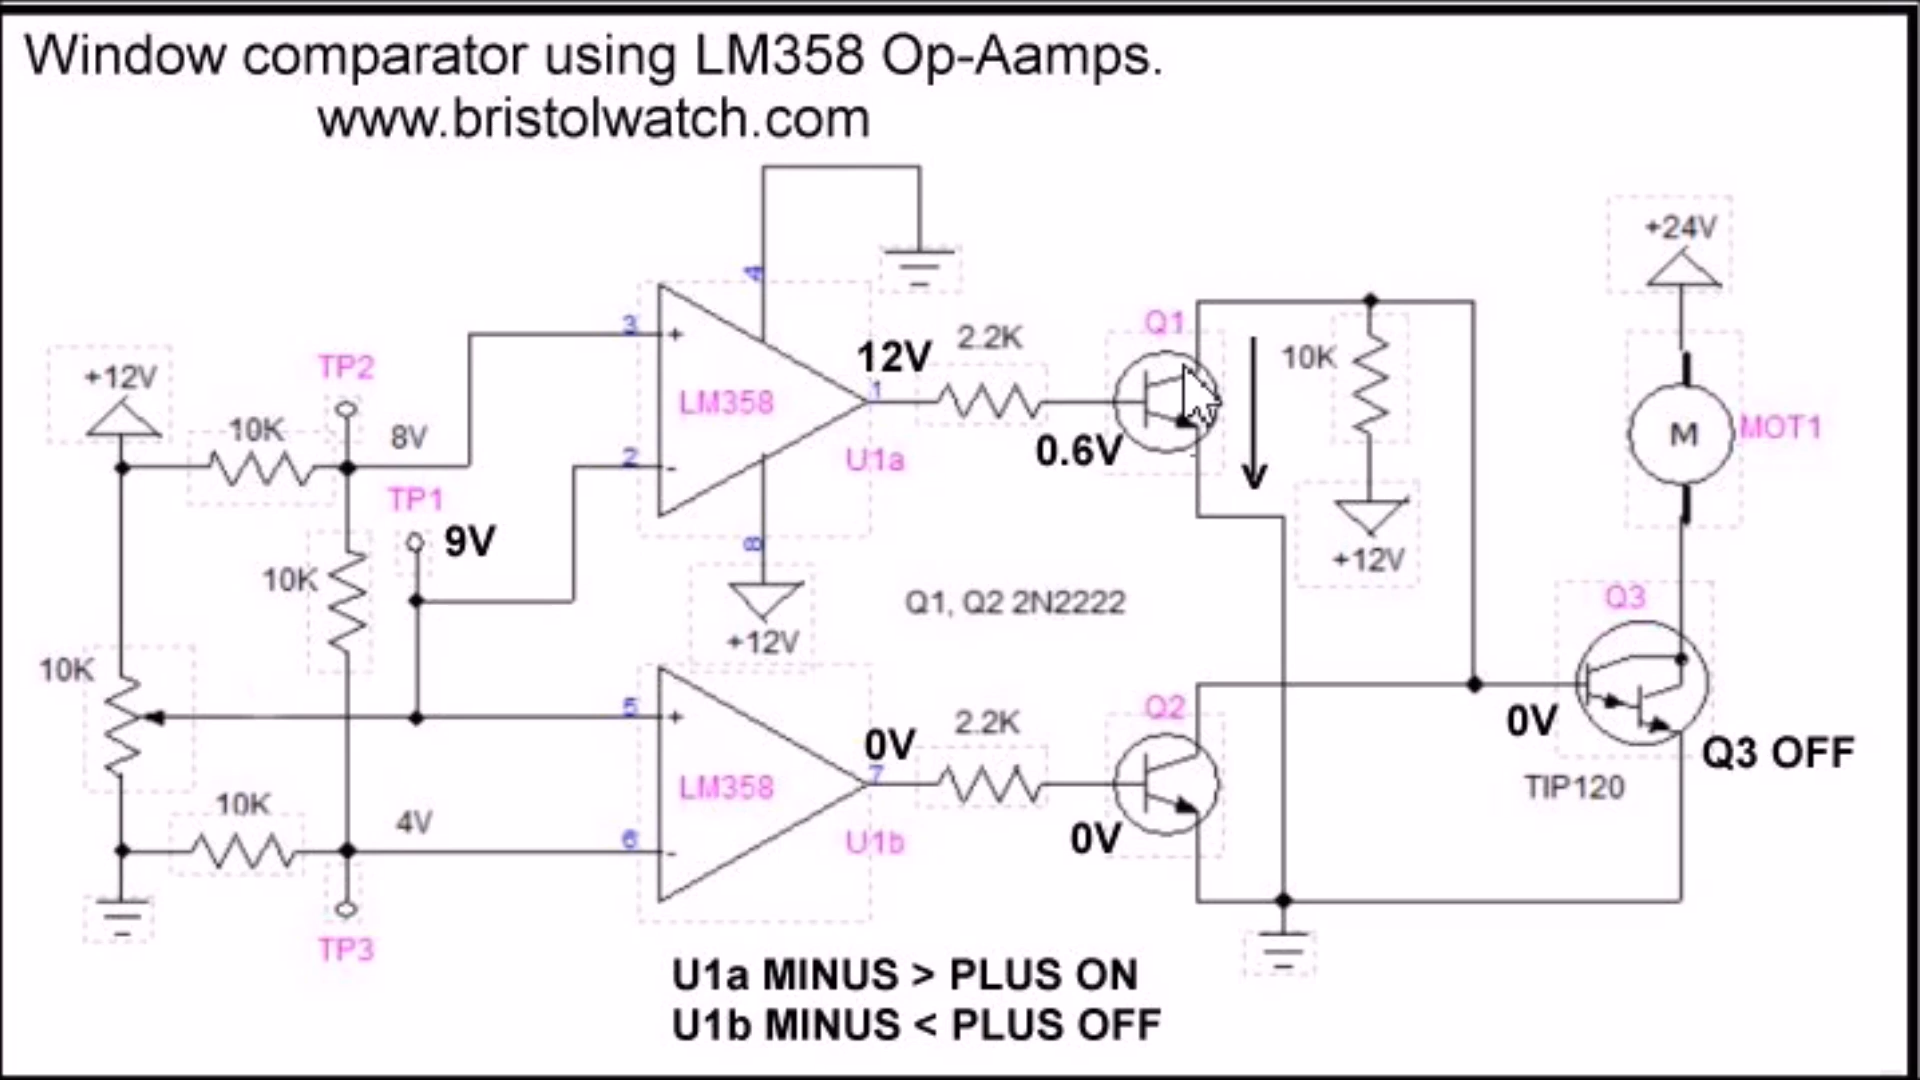 Window comparator using LM358 Op-Aamps.
www.bristolwatch.com
+24V
4
Q1
3
+
12V
2.2K
10K
TP2
+12V
1
LM358
MOT1
M
10K
8V
0.6V
2
-
U1a
TP1
9V
8
+12V
10K
Q1, Q2 2N2222
Q3
+12V
10K
5
+
Q2
2.2K
0V
0V
7
Q3 OFF
LM358
TIP120
10K
4V
6
-
U1b
0V
TP3
U1a MINUS > PLUS ON
U1b MINUS < PLUS OFF